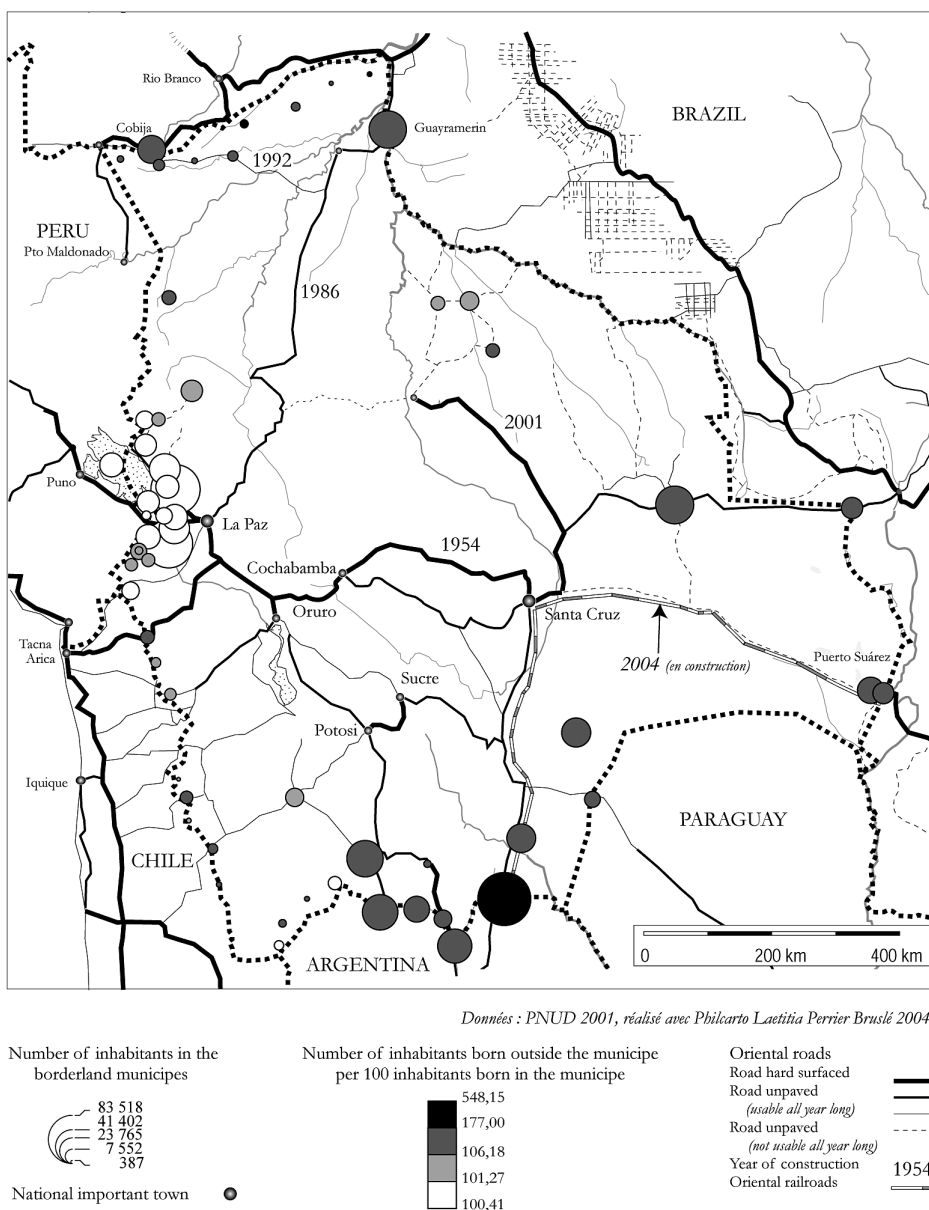 Rio Branco
BRAZIL
Cobija
Guayramerin
1992
PERU
Pto Maldonado
1986
2001
Puno
La Paz
1954
Cochabamba
Oruro
Santa Cruz
Tacna
Arica
2004 (en construction)
Puerto Suárez
Sucre
Potosi
Iquique
PARAGUAY
CHILE
ARGENTINA
0 200 km 400 km
Données : PNUD 2001, réalisé avec Philcarto Laetitia Perrier Bruslé 2004
Number of inhabitants in the
borderland municipes
83 518
41 402
23 765
7 552
387
National important town
Number of inhabitants born outside the municipe
per 100 inhabitants born in the municipe
548,15
177,00
106,18
101,27
100,41
Oriental roads
Road hard surfaced
Road unpaved
(usable all year long)
Road unpaved
(not usable all year long)
Year of construction 1954
Oriental railroads